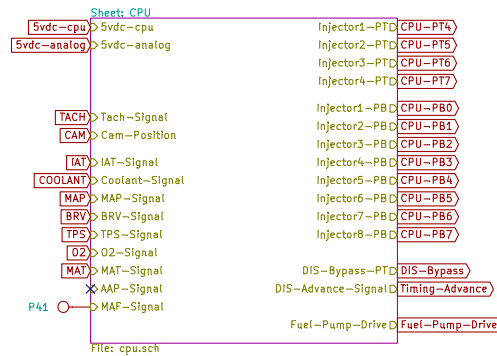 Sheet: CPU
5vdc-cpu 5vdc-cpu Injector1-PT CPU-PT4
5vdc-analog 5vdc-analog Injector2-PT CPU-PT5
Injector3-PT CPU-PT6
Injector4-PT CPU-PT7
Injector1-PB CPU-PB0
TACH Tach-Signal Injector2-PB CPU-PB1
CAM Cam-Position Injector3-PB CPU-PB2
IAT IAT-Signal Injector4-PB CPU-PB3
COOLANT Coolant-Signal Injector5-PB CPU-PB4
MAP MAP-Signal Injector6-PB CPU-PB5
BRV BRV-Signal Injector7-PB CPU-PB6
TPS TPS-Signal Injector8-PB CPU-PB7
O2 O2-Signal
MAT MAT-Signal DIS-Bypass-PT DIS-Bypass
AAP-Signal DIS-Advance-Signal Timing-Advance
P41 MAF-Signal
Fuel-Pump-Drive Fuel-Pump-Drive
File: cpu.sch